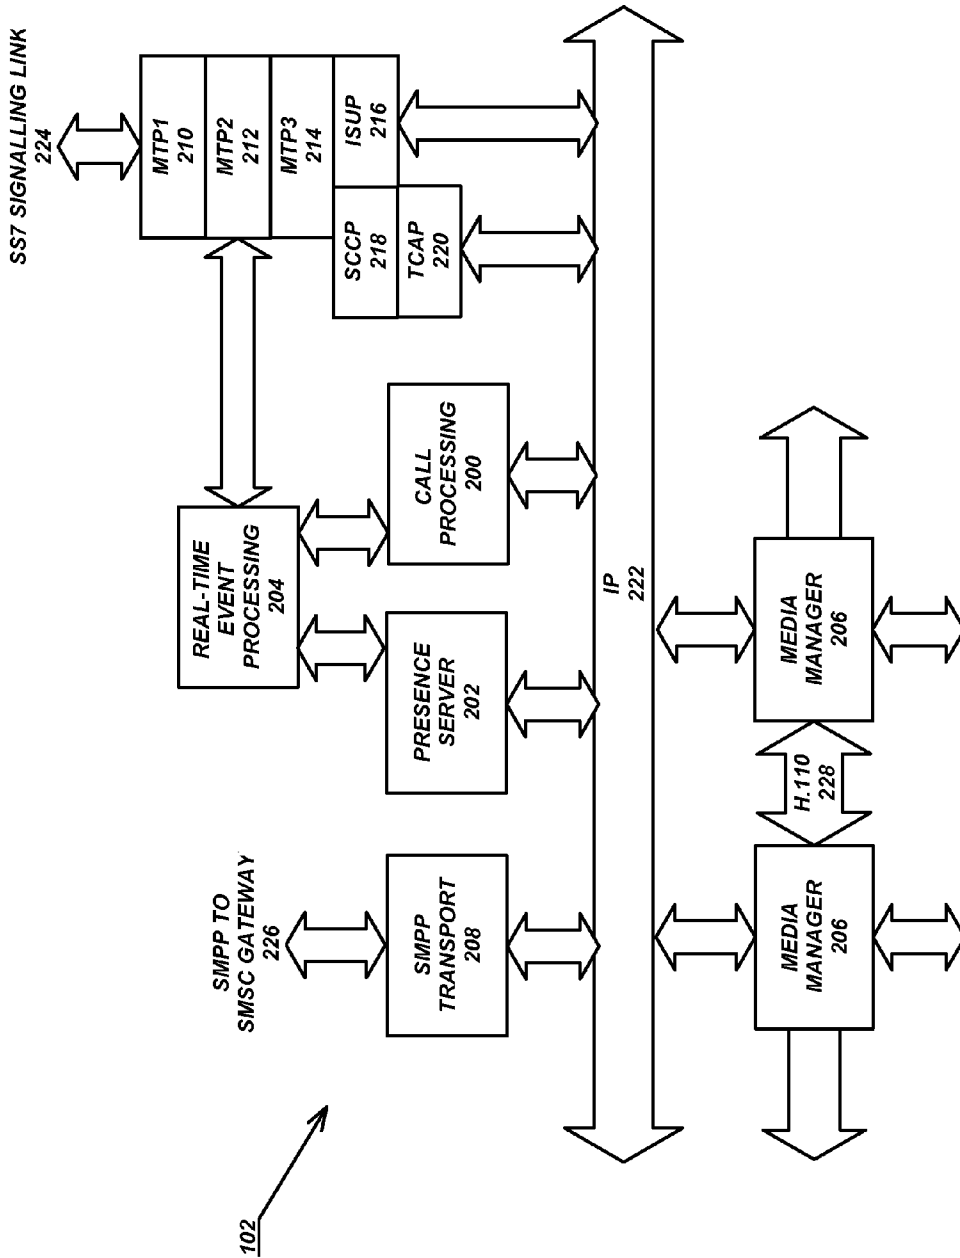 SS7 SIGNALLING LINK
224
MTP1
210
MTP2
212
MTP3
214
ISUP
216
SCCP
218
TCAP
220
REAL-TIME
EVENT
PROCESSING
204
CALL
PROCESSING
200
PRESENCE
SERVER
202
SMPP TO
SMSC GATEWAY
226
SMPP
TRANSPORT
208
IP
222
MEDIA
MANAGER
206
H.110
228
MEDIA
MANAGER
206
102